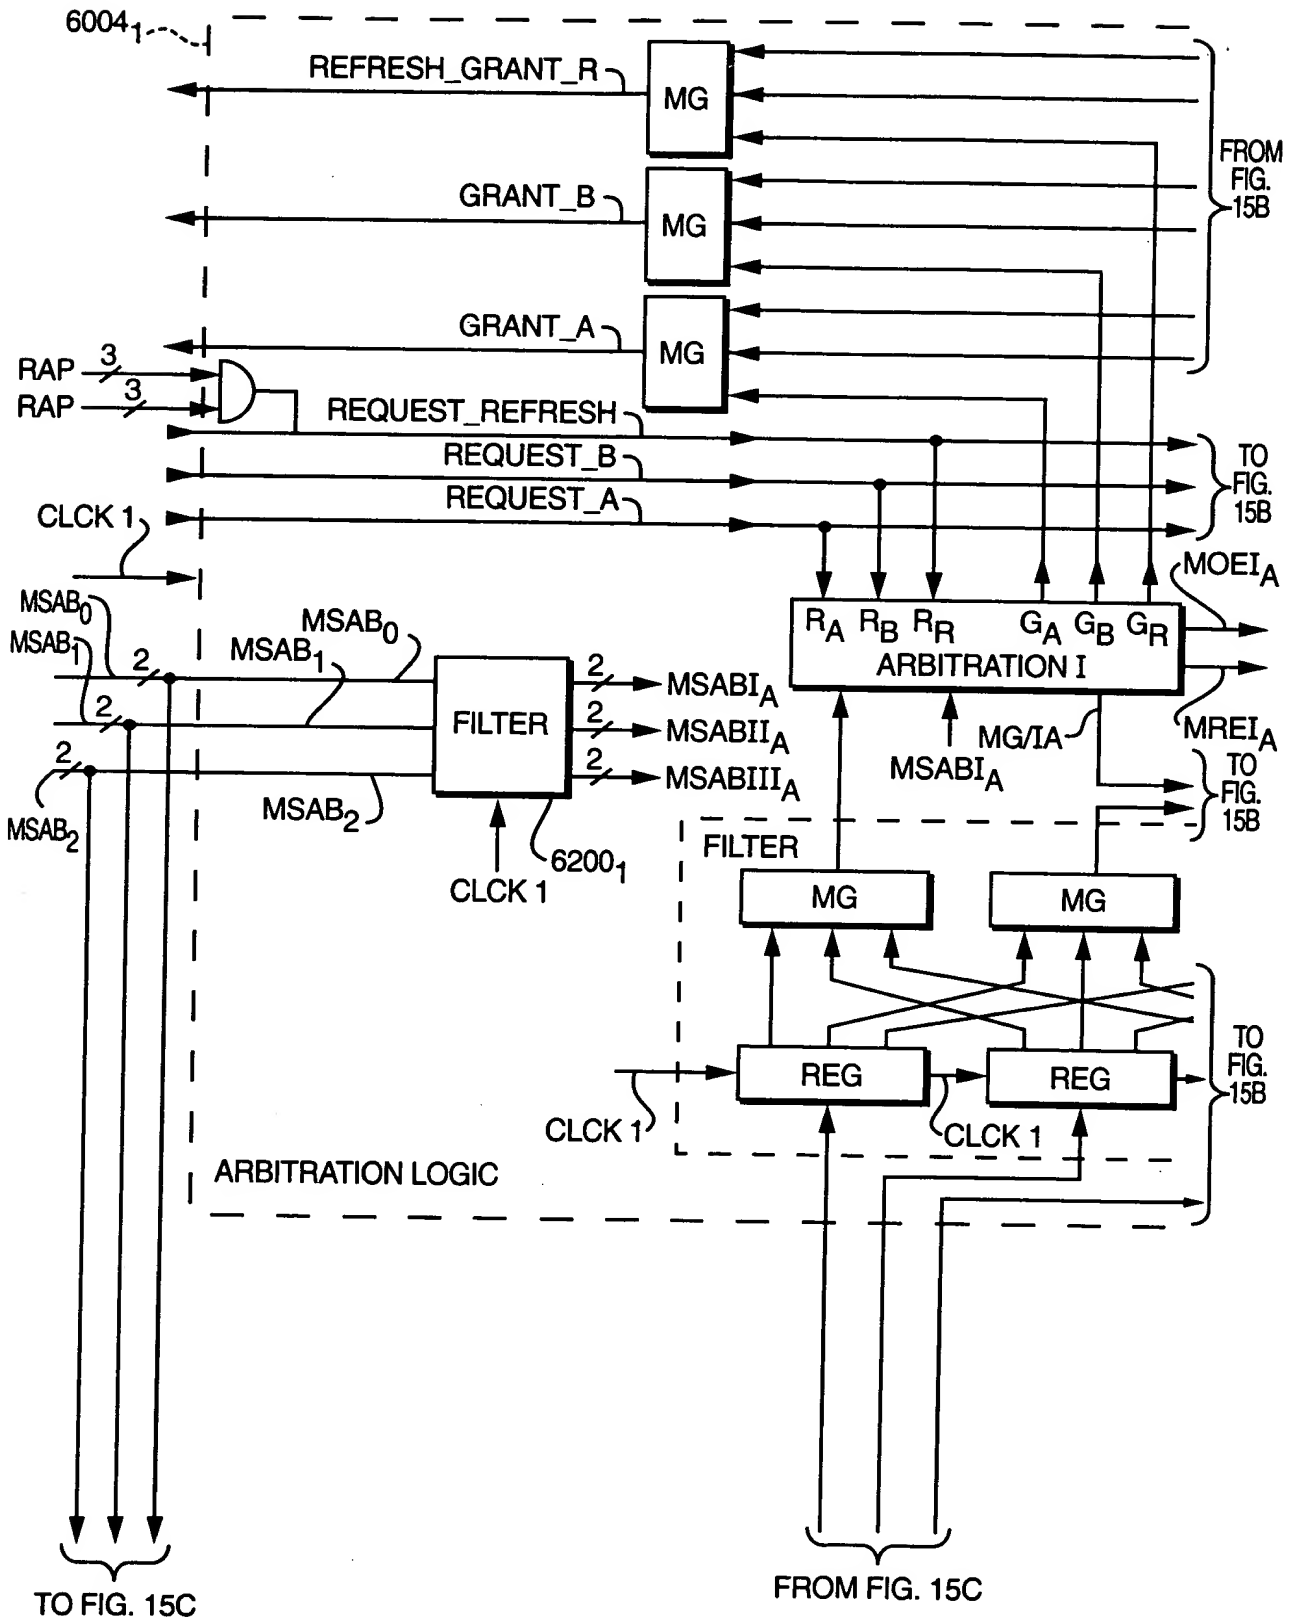 6004₁
REFRESH_GRANT_R
MG
FROM
FIG.
15B
GRANT_B
MG
GRANT_A
MG
RAP
3
RAP
3
REQUEST_REFRESH
REQUEST_B
REQUEST_A
TO
FIG.
15B
CLCK 1
MOEI_A
MSAB₀
MSAB₁
2
MSAB₁
MSAB₀
R_A R_B R_R G_A G_B G_R
ARBITRATION I
2
2
MSAB₂
MSAB₂
FILTER
2
MSABI_A
2
MSABII_A
2
MSABIII_A
CLCK 1
6200₁
MSABI_A
MG/IA
MREI_A
TO
FIG.
15B
FILTER
MG
MG
REG
REG
CLCK 1
CLCK 1
TO
FIG.
15B
ARBITRATION LOGIC
TO FIG. 15C
FROM FIG. 15C